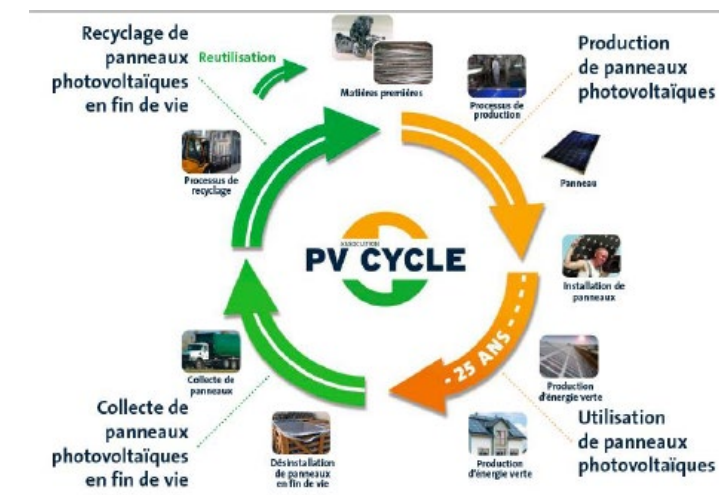 Recyclage de
panneaux
photovoltaïques
en fin de vie
Reutilisation
Matières premières
Processus de
production
Production
de panneaux
photovoltaïques
Panneau
Installation de
panneaux
Production
d'énergie verte
Utilisation
de panneaux
photovoltaïques
Production
d'énergie verte
- 25 ANS - - -
Désinstallation
de panneaux
en fin de vie
Collecte de
panneaux
photovoltaïques
en fin de vie
Collecte de
panneaux
Processus de
recyclage
ASSOCIATION
PV CYCLE